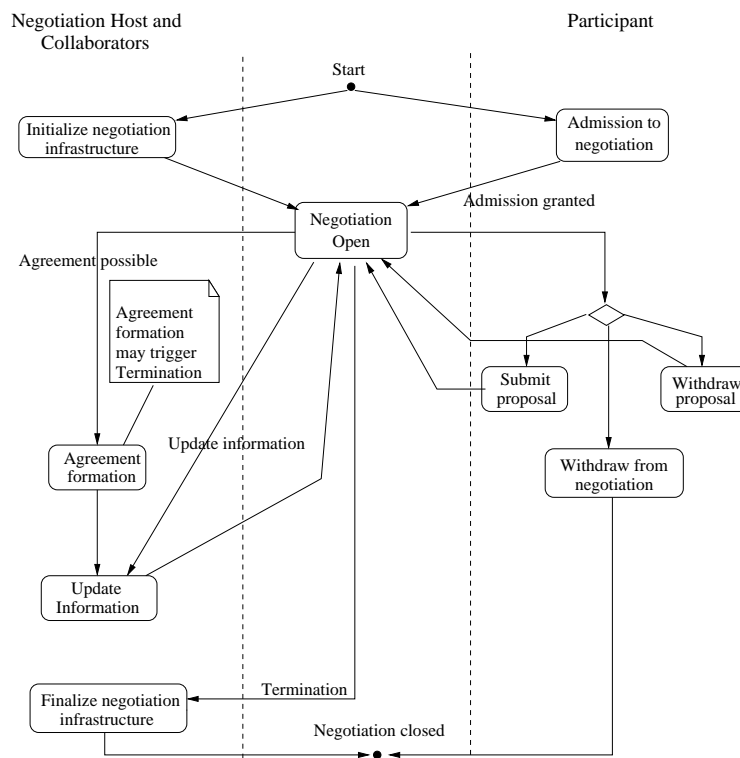 Negotiation Host and
Collaborators
Participant
Start
Initialize negotiation
infrastructure
Admission to
negotiation
Admission granted
Negotiation
Open
Agreement possible
Agreement
formation
may trigger
Termination
Submit
proposal
Withdraw
proposal
Update information
Agreement
formation
Withdraw from
negotiation
Update
Information
Termination
Finalize negotiation
infrastructure
Negotiation closed